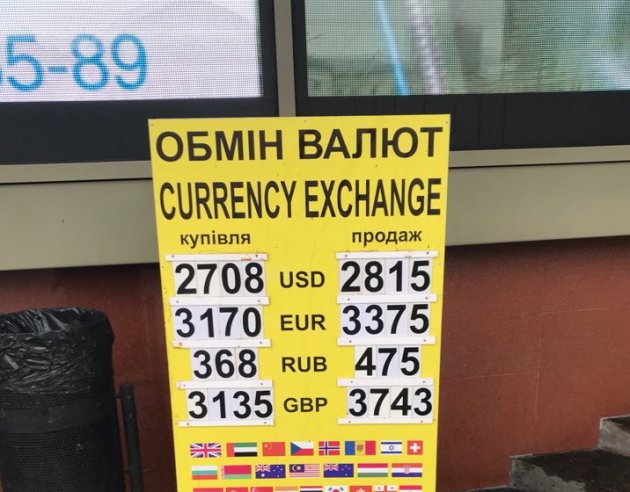 5-89
ОБМІН ВАЛЮТ
CURRENCY EXCHANGE
купівля продаж
2708 USD 2815
3170 EUR 3375
368 RUB 475
3135 GBP 3743